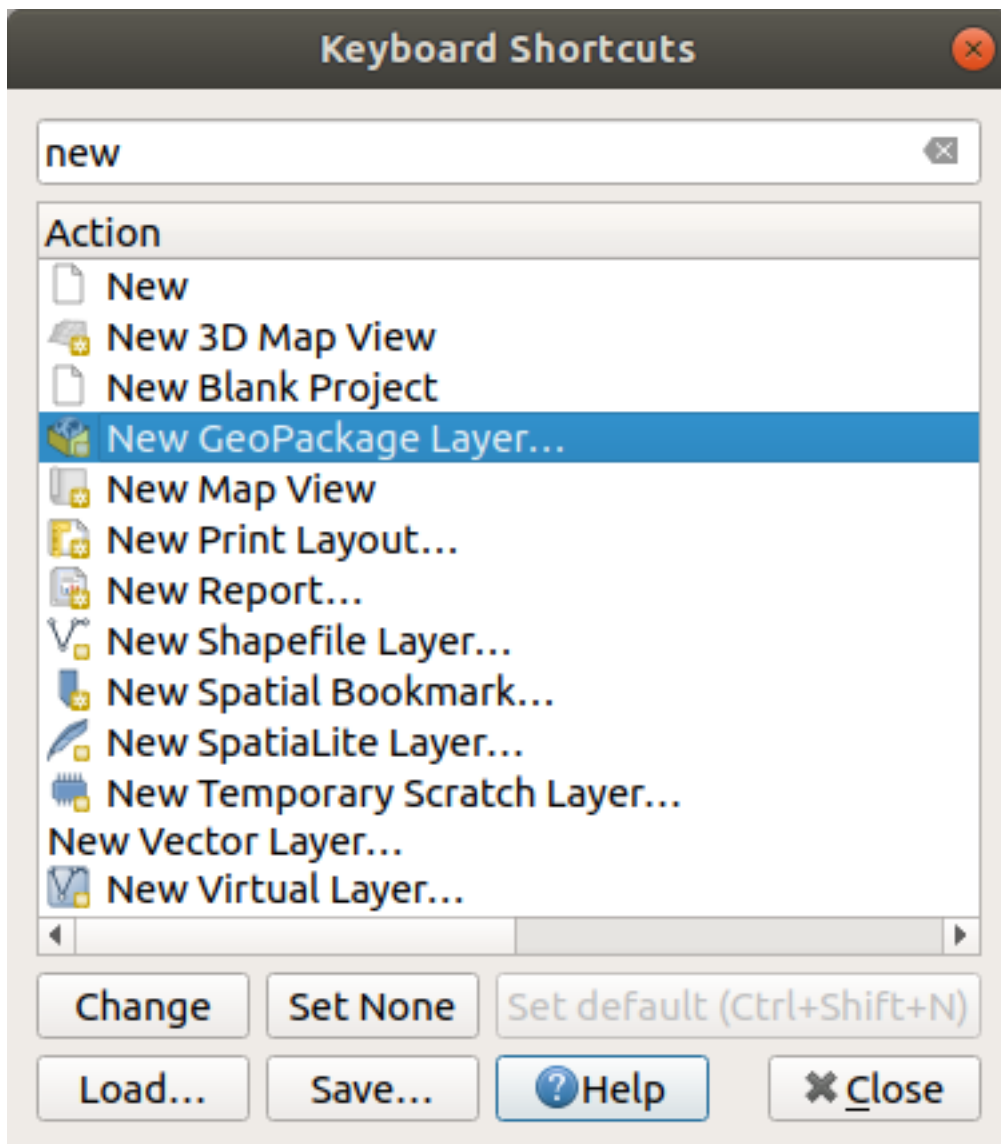 Keyboard Shortcuts
new
Action
New
New 3D Map View
New Blank Project
New GeoPackage Layer...
New Map View
New Print Layout...
New Report...
New Shapefile Layer...
New Spatial Bookmark...
New SpatiaLite Layer...
New Temporary Scratch Layer...
New Vector Layer...
New Virtual Layer...
Change Set None Set default (Ctrl+Shift+N)
Load... Save... Help Close